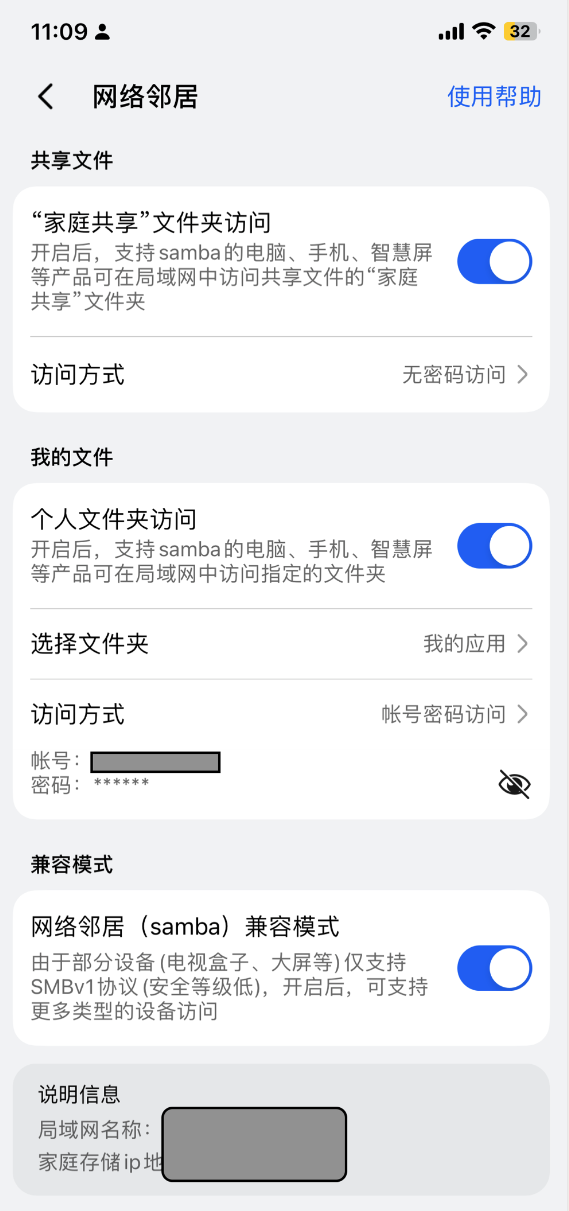 11:09
32
网络邻居
使用帮助
共享文件
“家庭共享”文件夹访问
开启后，支持samba的电脑、手机、智慧屏
等产品可在局域网中访问共享文件的“家庭
共享”文件夹
访问方式
无密码访问
我的文件
个人文件夹访问
开启后，支持samba的电脑、手机、智慧屏
等产品可在局域网中访问指定的文件夹
选择文件夹
我的应用
访问方式
帐号密码访问
帐号：
密码：******
兼容模式
网络邻居（samba）兼容模式
由于部分设备(电视盒子、大屏等)仅支持
SMBv1协议(安全等级低)，开启后，可支持
更多类型的设备访问
说明信息
局域网名称：
家庭存储ip地